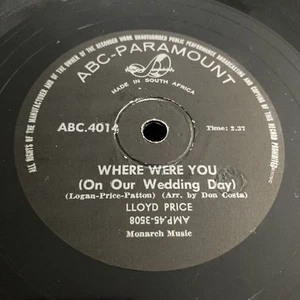 ALL RIGHTS OF THE MANUFACTURER AND OF THE OWNER OF THE RECORDED WORK RESERVED UNAUTHORISED PUBLIC PERFORMANCE BROADCASTING AND COPYING OF THIS RECORD PROHIBITED
ABC-PARAMOUNT
MADE IN SOUTH AFRICA
ABC.4014
Time: 2.37
WHERE WERE YOU
(On Our Wedding Day)
(Logan-Price-Patton) (Arr. by Don Costa)
LLOYD PRICE
AMP.45-3508
Monarch Music